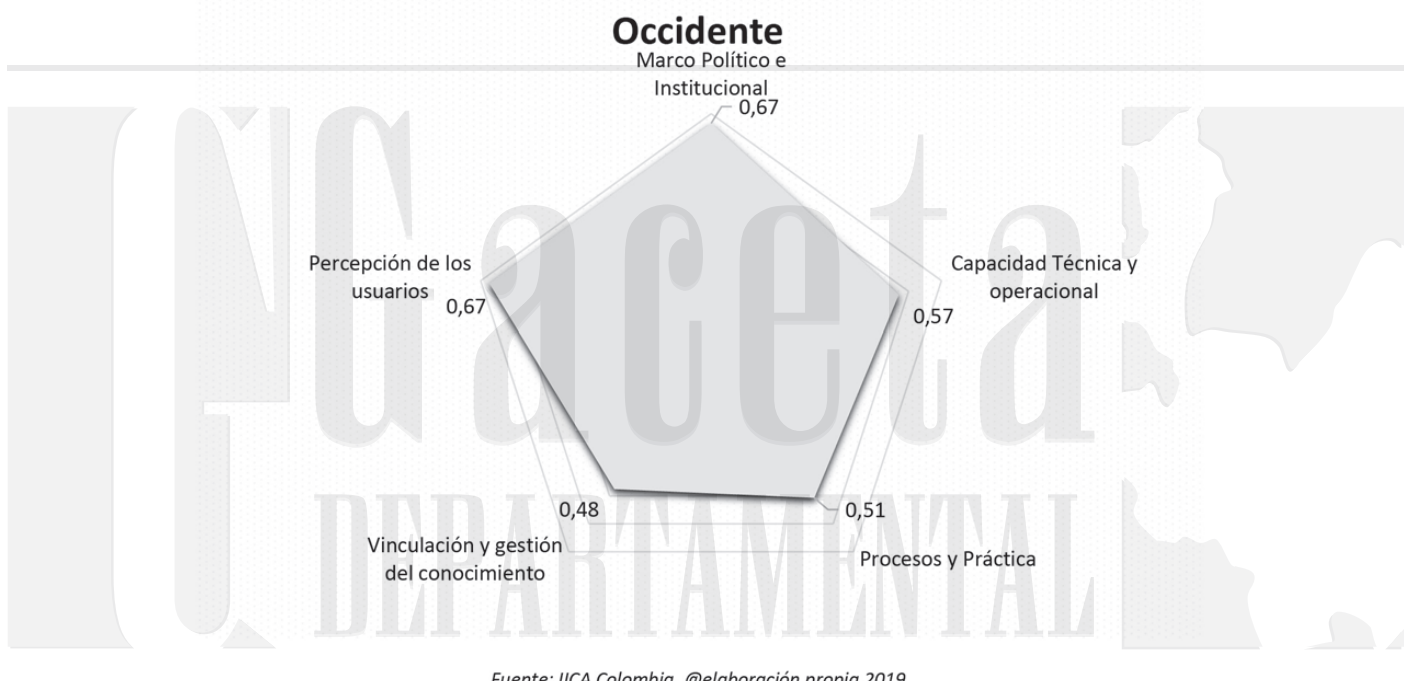 Occidente
Marco Político e
Institucional
0,67
Percepción de los
usuarios
0,67
Capacidad Técnica y
operacional
0,57
0,48
0,51
Vinculación y gestión
del conocimiento
Procesos y Práctica
Gaceta
DEPARTAMENTAL
Fuente: IICA Colombia. @elaboración propia 2019